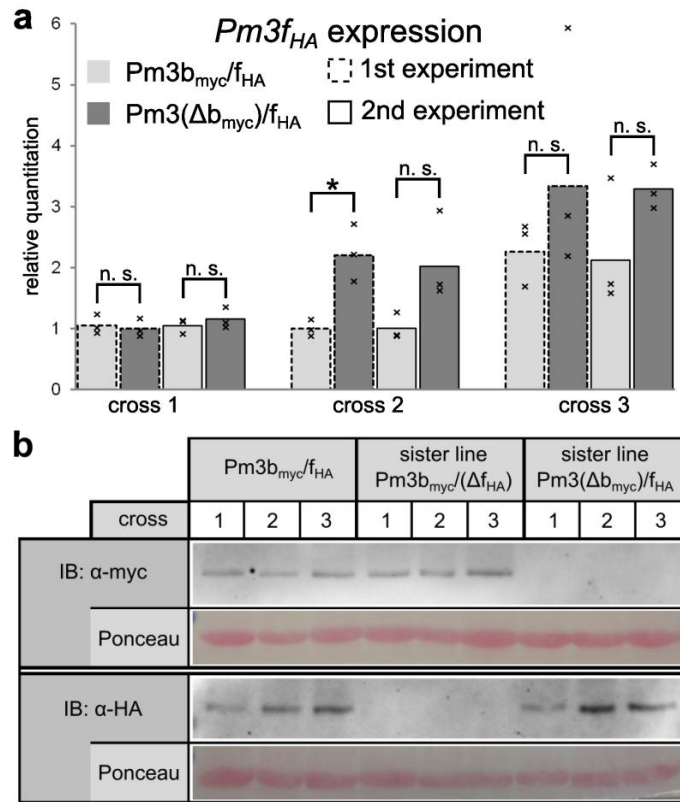 a
Pm3f_HA expression
Pm3b_myc/f_HA
1st experiment
Pm3(Δb_myc)/f_HA
2nd experiment
relative quantitation
6
5
4
3
2
1
0
n. s.
n. s.
*
n. s.
n. s.
n. s.
cross 1
cross 2
cross 3
b
Pm3b_myc/f_HA
sister line
Pm3b_myc/(Δf_HA)
sister line
Pm3(Δb_myc)/f_HA
cross 1 2 3 1 2 3 1 2 3
IB: α-myc
Ponceau
IB: α-HA
Ponceau